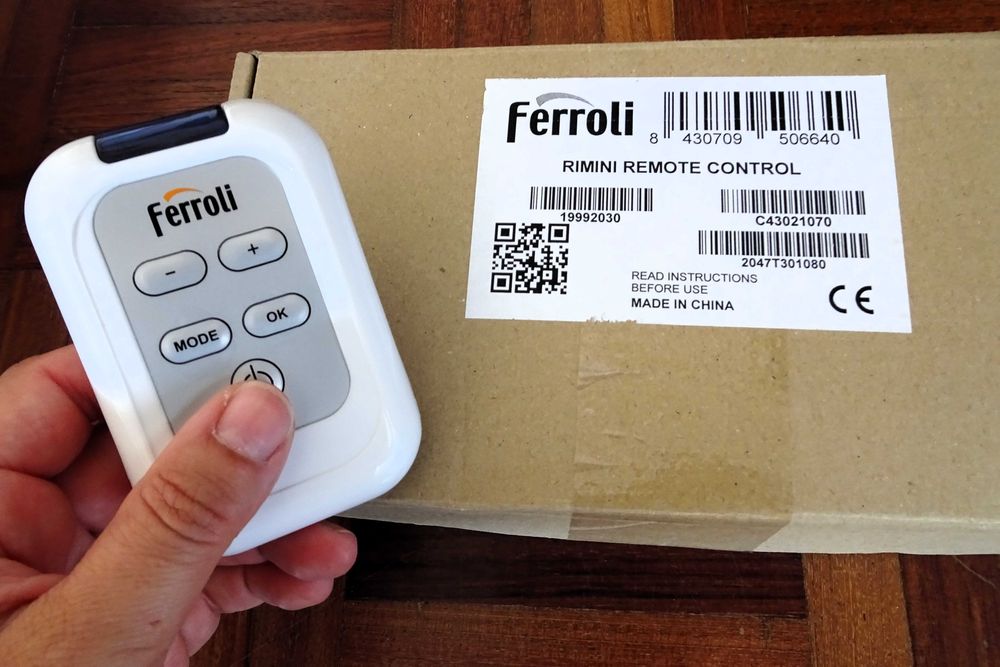 Ferroli
-
+
MODE
OK
Ferroli
8 430709 506640
RIMINI REMOTE CONTROL
19992030
C43021070
2047T301080
READ INSTRUCTIONS
BEFORE USE
MADE IN CHINA
CE